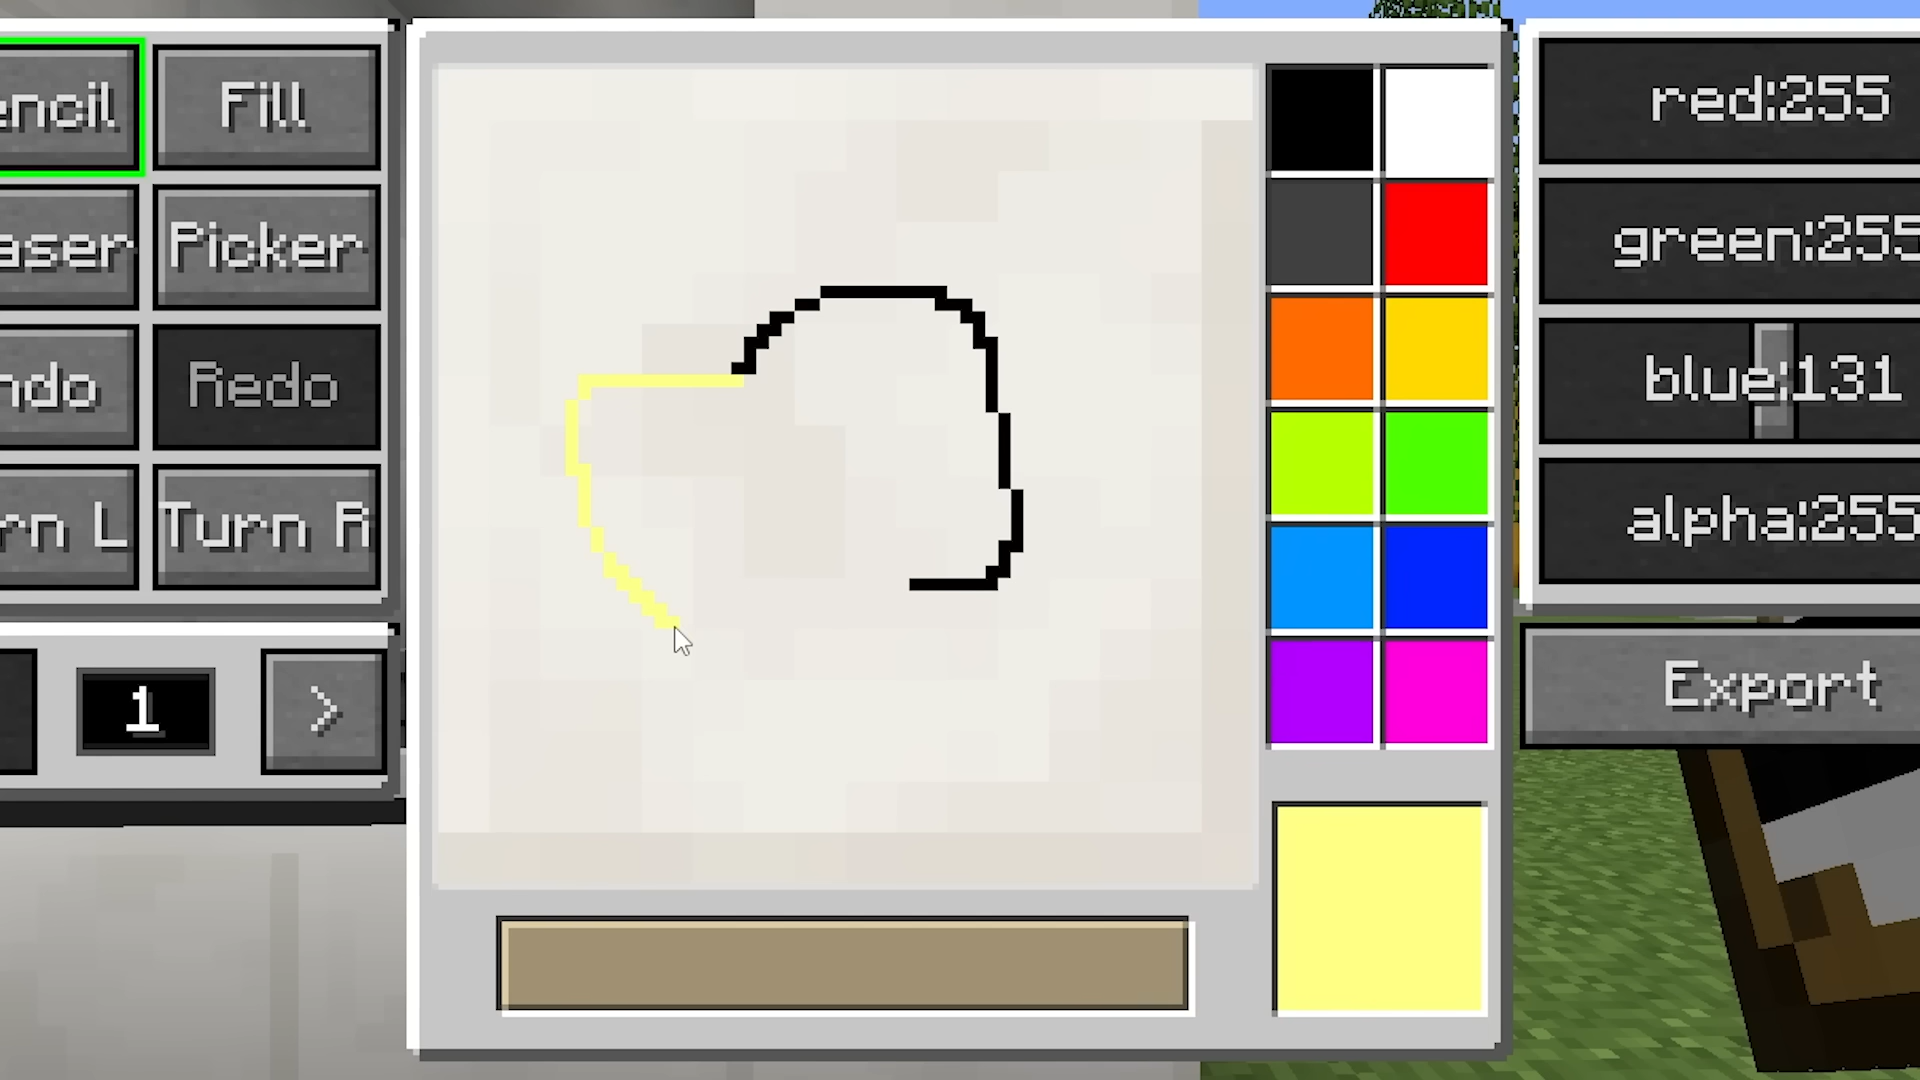 encil
Fill
red:255
aser
Picker
green:255
ndo
Redo
blue:131
rn L
Turn R
alpha:255
1
>
Export